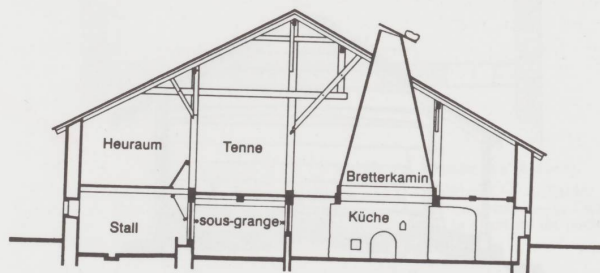 Heuraum
Tenne
Bretterkamin
Stall
sous-grange
Küche